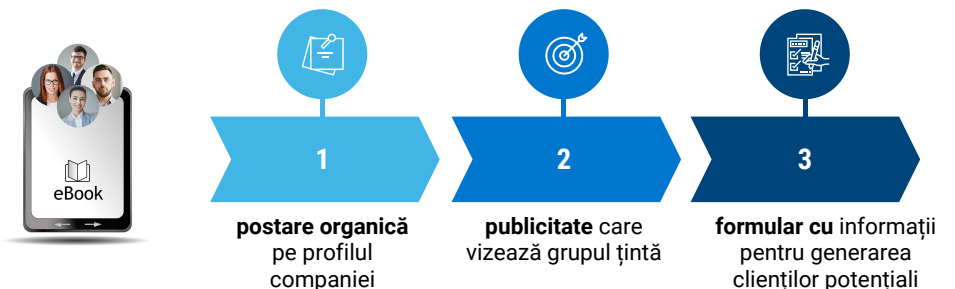 eBook
1
2
3
postare organică
pe profilul
companiei
publicitate care
vizează grupul țintă
formular cu informații
pentru generarea
clienților potențiali